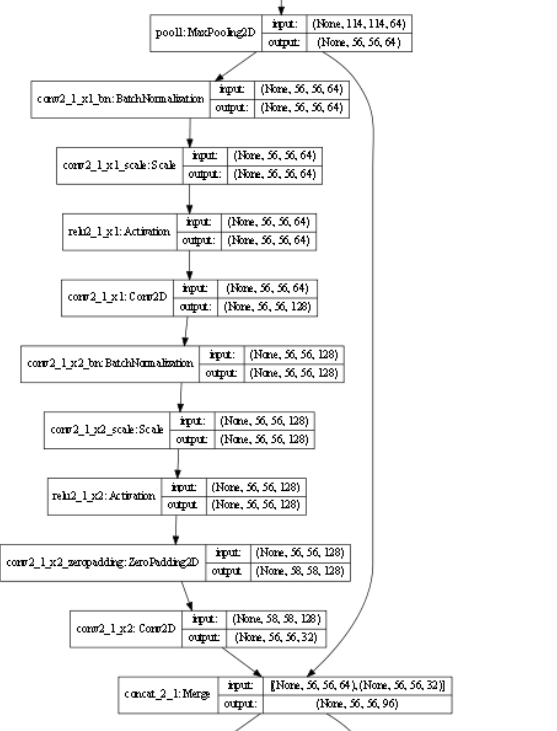 pool1: MaxPooling2D input: (None, 114, 114, 64)
output: (None, 56, 56, 64)
conv2_1_x1_bn: BatchNormalization input: (None, 56, 56, 64)
output: (None, 56, 56, 64)
conv2_1_x1_scale: Scale input: (None, 56, 56, 64)
output: (None, 56, 56, 64)
relu2_1_x1: Activation input: (None, 56, 56, 64)
output: (None, 56, 56, 64)
conv2_1_x1: Conv2D input: (None, 56, 56, 64)
output: (None, 56, 56, 128)
conv2_1_x2_bn: BatchNormalization input: (None, 56, 56, 128)
output: (None, 56, 56, 128)
conv2_1_x2_scale: Scale input: (None, 56, 56, 128)
output: (None, 56, 56, 128)
relu2_1_x2: Activation input: (None, 56, 56, 128)
output: (None, 56, 56, 128)
conv2_1_x2_zeropadding: ZeroPadding2D input: (None, 56, 56, 128)
output: (None, 58, 58, 128)
conv2_1_x2: Conv2D input: (None, 58, 58, 128)
output: (None, 56, 56, 32)
concat_2_1: Merge input: [(None, 56, 56, 64), (None, 56, 56, 32)]
output: (None, 56, 56, 96)